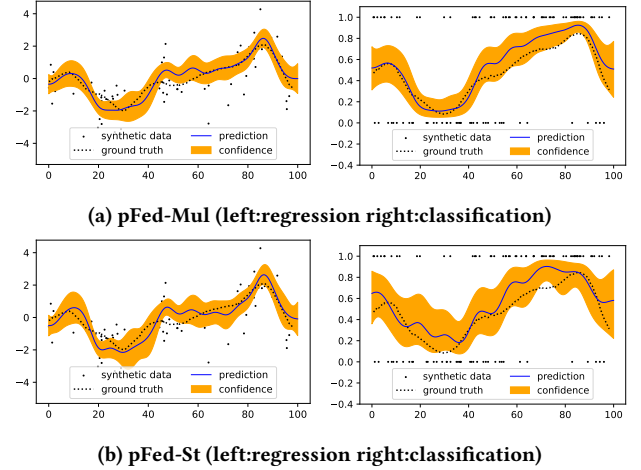 4
2
0
−2
−4
0 20 40 60 80 100
synthetic data
ground truth
prediction
confidence
1.0
0.8
0.6
0.4
0.2
0.0
−0.2
−0.4
0 20 40 60 80 100
synthetic data
ground truth
prediction
confidence
(a) pFed-Mul (left:regression right:classification)
4
2
0
−2
−4
0 20 40 60 80 100
synthetic data
ground truth
prediction
confidence
1.0
0.8
0.6
0.4
0.2
0.0
0.2
0.4
0 20 40 60 80 100
synthetic data
ground truth
prediction
confidence
(b) pFed-St (left:regression right:classification)